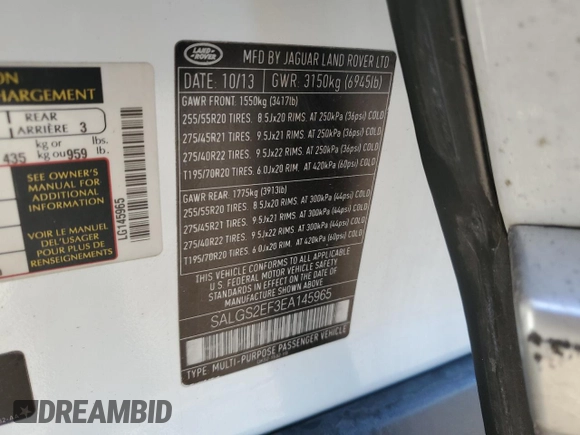 ON
CHARGEMENT
REAR
ARRIÈRE 3
kg or lbs.
435 kg ou 959 lb.
SEE OWNER'S
MANUAL FOR
ADDITIONAL
INFORMATION
VOIR LE MANUEL
DE L'USAGER
POUR PLUS DE
RENSEIGNEMENTS
LG145965
LAND
ROVER
MFD BY JAGUAR LAND ROVER LTD
DATE: 10/13 GWR: 3150kg (6945lb)
GAWR FRONT: 1550kg (3417lb)
255/55R20 TIRES. 8.5Jx20 RIMS. AT 250kPa (36psi) COLD
275/45R21 TIRES. 9.5Jx21 RIMS. AT 250kPa (36psi) COLD
275/40R22 TIRES. 9.5Jx22 RIMS. AT 250kPa (36psi) COLD
T195/70R20 TIRES. 6.0Jx20 RIM. AT 420kPa (60psi) COLD
GAWR REAR: 1775kg (3913lb)
255/55R20 TIRES. 8.5Jx20 RIMS. AT 300kPa (44psi) COLD
275/45R21 TIRES. 9.5Jx21 RIMS. AT 300kPa (44psi) COLD
275/40R22 TIRES. 9.5Jx22 RIMS. AT 300kPa (44psi) COLD
T195/70R20 TIRES. 6.0Jx20 RIM. AT 420kPa (60psi) COLD
THIS VEHICLE CONFORMS TO ALL APPLICABLE
U.S. FEDERAL MOTOR VEHICLE SAFETY
STANDARDS IN EFFECT ON THE DATE OF
MANUFACTURE SHOWN ABOVE
SALGS2EF3EA145965
TYPE: MULTI-PURPOSE PASSENGER VEHICLE
DREAMBID